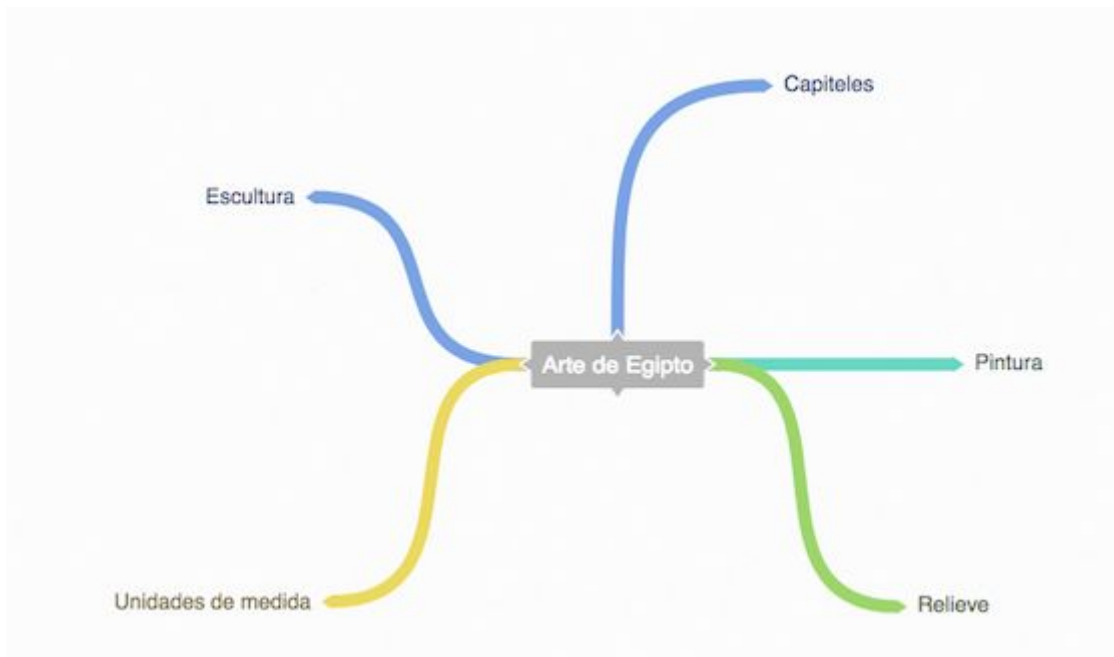 Capiteles
Escultura
Arte de Egipto
Pintura
Unidades de medida
Relieve